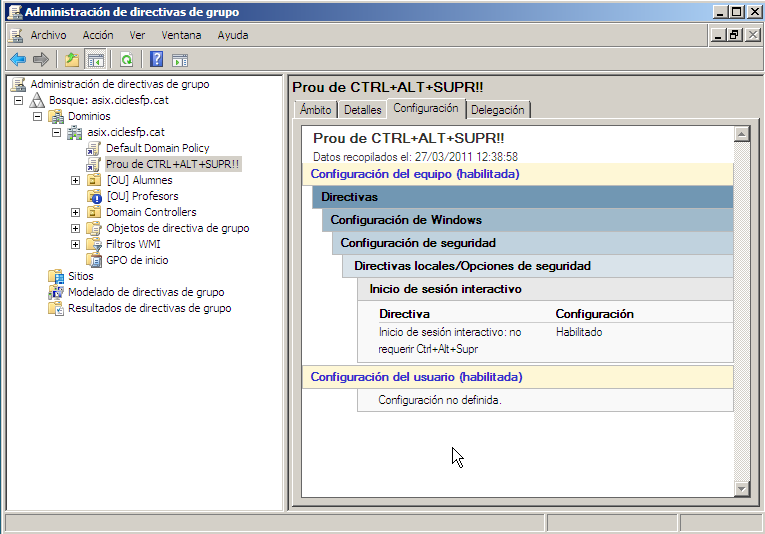 Administración de directivas de grupo
Archivo Acción Ver Ventana Ayuda
Administración de directivas de grupo
Bosque: asix.ciclesfp.cat
Dominios
asix.ciclesfp.cat
Default Domain Policy
Prou de CTRL+ALT+SUPR!!
[OU] Alumnes
[OU] Profesors
Domain Controllers
Objetos de directiva de grupo
Filtros WMI
GPO de inicio
Sitios
Modelado de directivas de grupo
Resultados de directivas de grupo
Prou de CTRL+ALT+SUPR!!
Ámbito Detalles Configuración Delegación
Prou de CTRL+ALT+SUPR!!
Datos recopilados el: 27/03/2011 12:38:58
Configuración del equipo (habilitada)
Directivas
Configuración de Windows
Configuración de seguridad
Directivas locales/Opciones de seguridad
Inicio de sesión interactivo
Directiva Configuración
Inicio de sesión interactivo: no Habilitado
requerir Ctrl+Alt+Supr
Configuración del usuario (habilitada)
Configuración no definida.